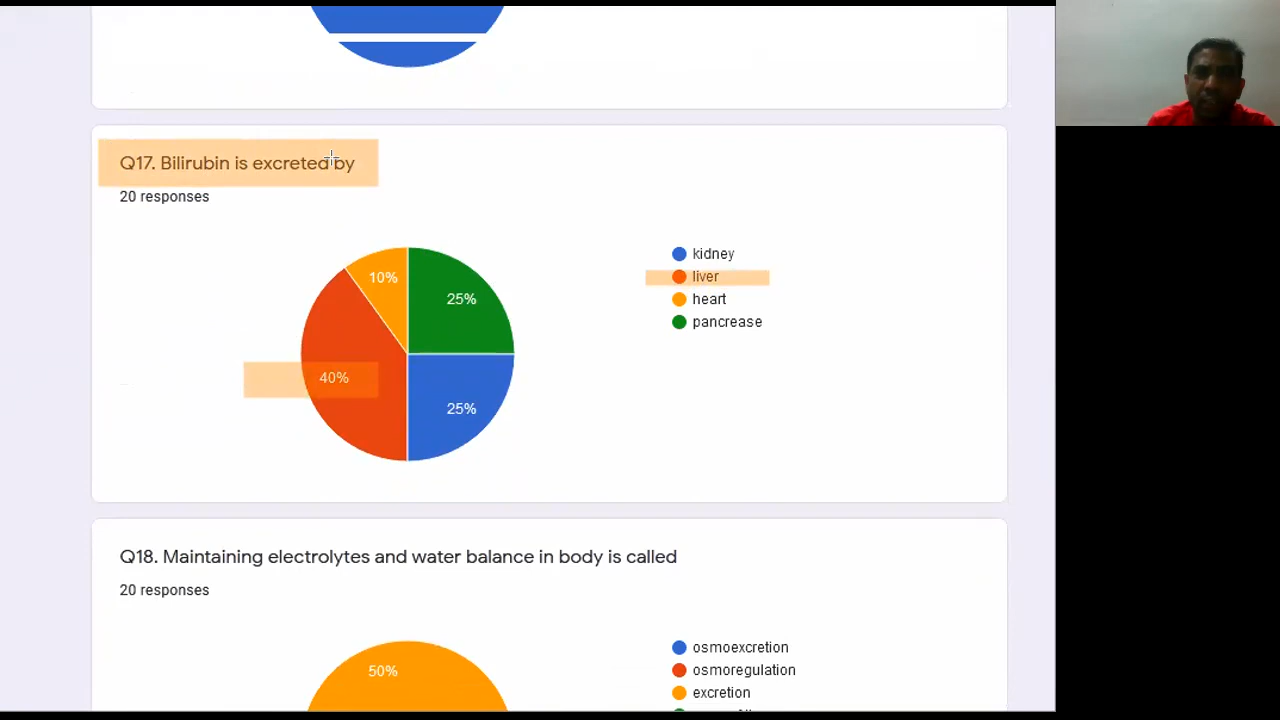 Q17. Bilirubin is excreted by
20 responses
10%
25%
40%
25%
kidney
liver
heart
pancrease
Q18. Maintaining electrolytes and water balance in body is called
20 responses
50%
osmoexcretion
osmoregulation
excretion